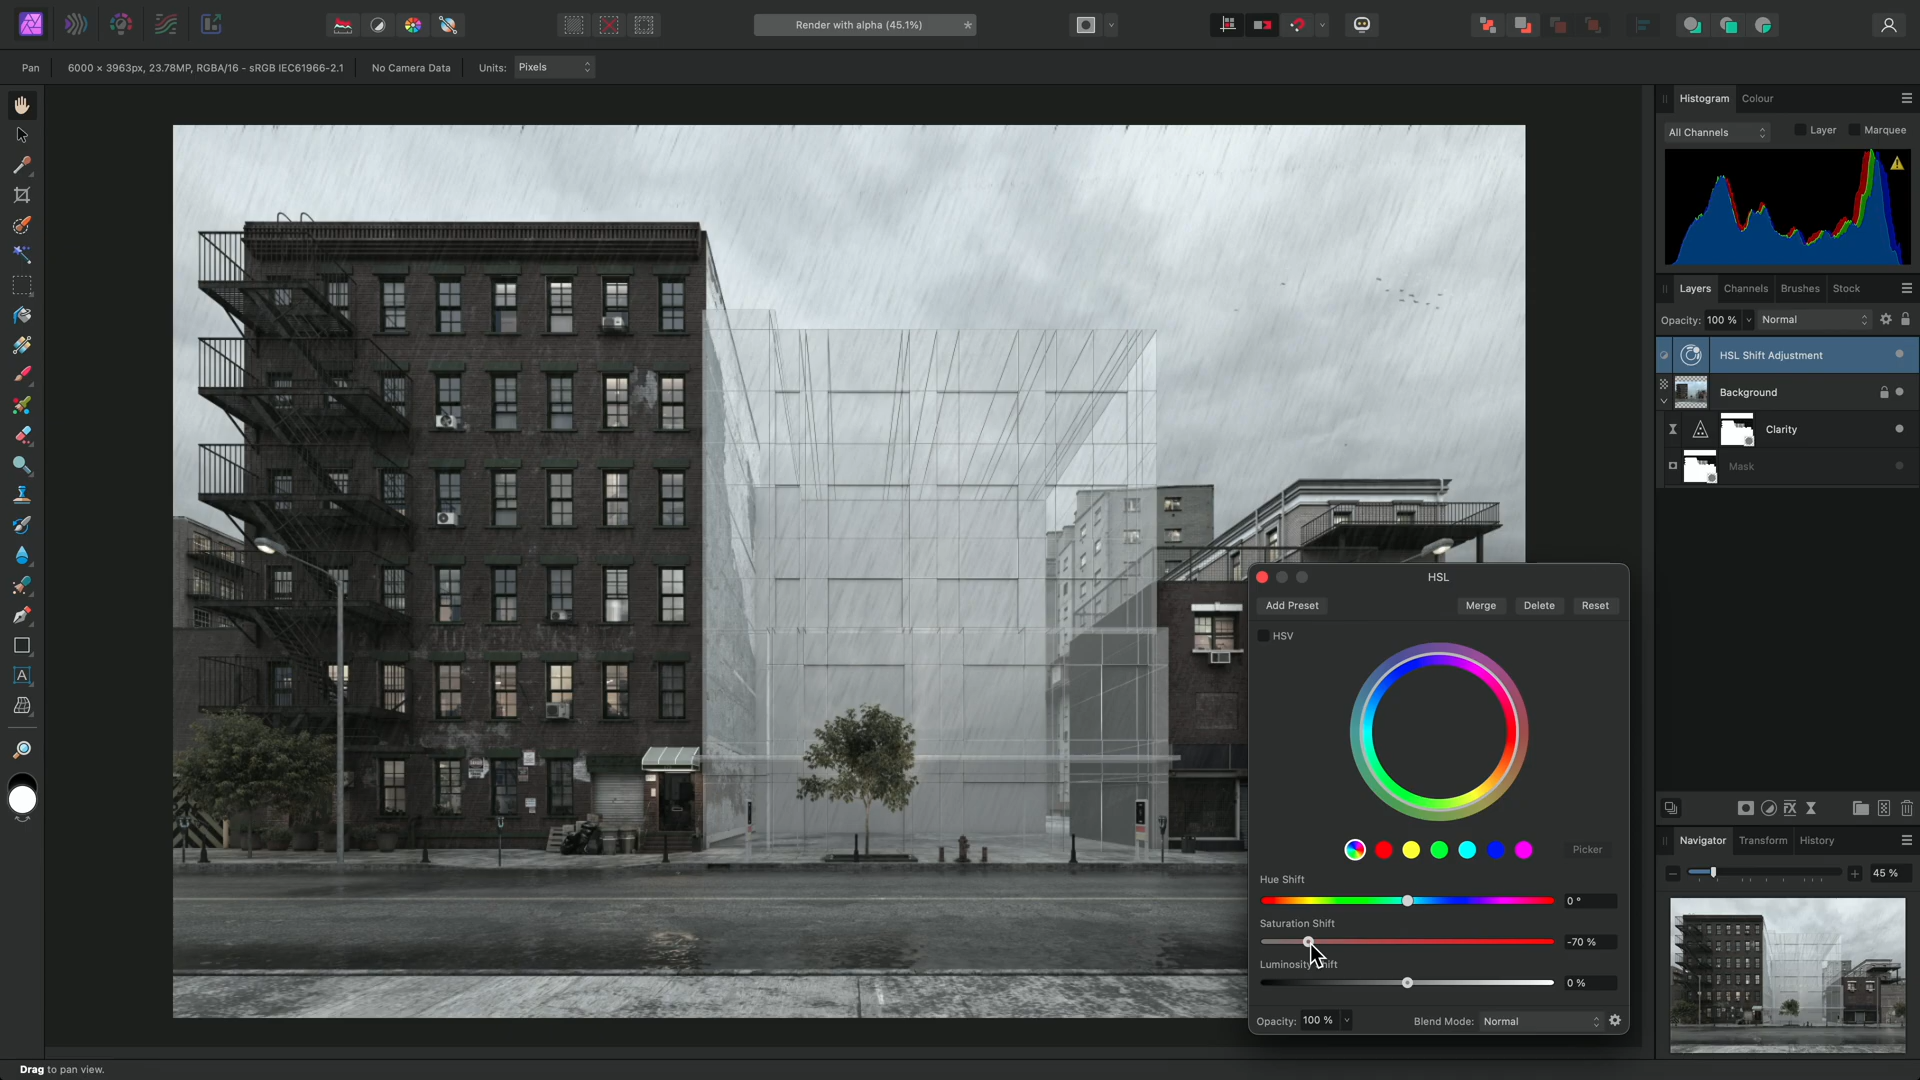 Render with alpha (45.1%)
*
Pan
6000 × 3963px, 23.78MP, RGBA/16 - sRGB IEC61966-2.1
No Camera Data
Units:
Pixels
Histogram
Colour
All Channels
Layer
Marquee
Layers
Channels
Brushes
Stock
Opacity:
100 %
Normal
HSL Shift Adjustment
Background
Clarity
Mask
HSL
Add Preset
Merge
Delete
Reset
HSV
Picker
Hue Shift
0 °
Saturation Shift
-70 %
Luminosity Shift
0 %
Opacity:
100 %
Blend Mode:
Normal
Navigator
Transform
History
45 %
Drag to pan view.